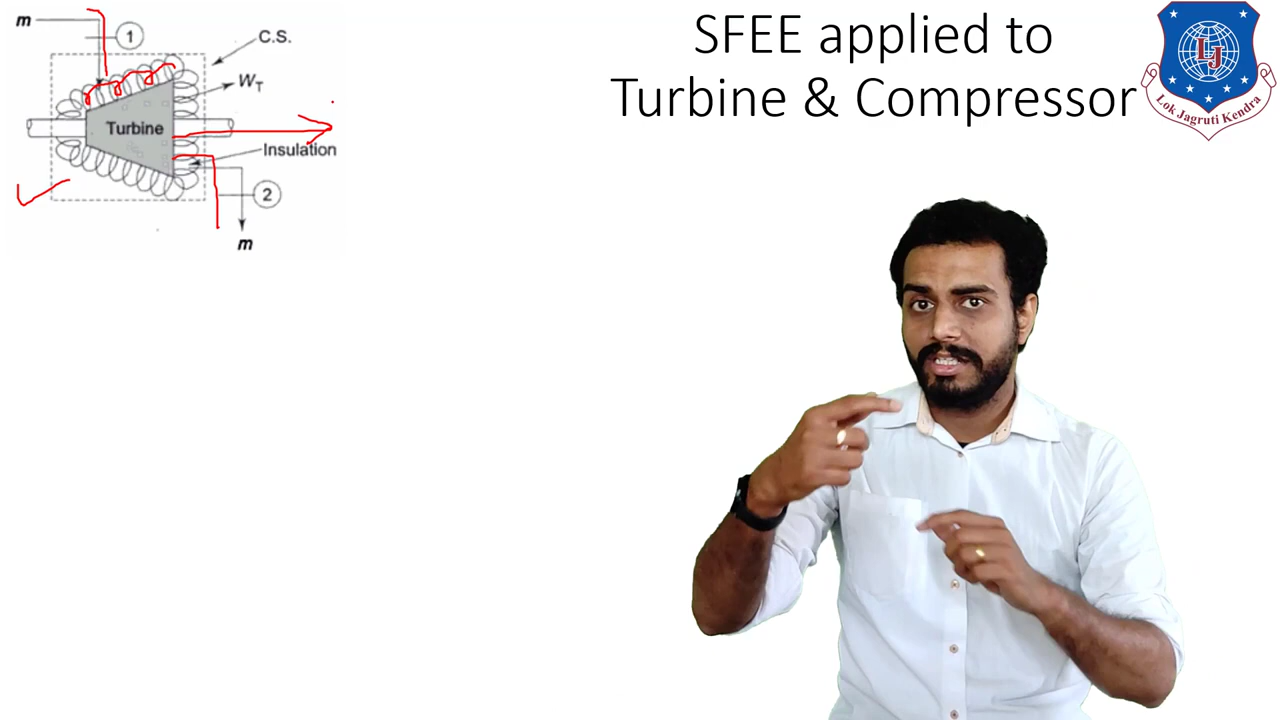 SFEE applied to
Turbine & Compressor
LJ
Lok Jagruti Kendra
m
1
C.S.
W_T
Turbine
Insulation
2
m